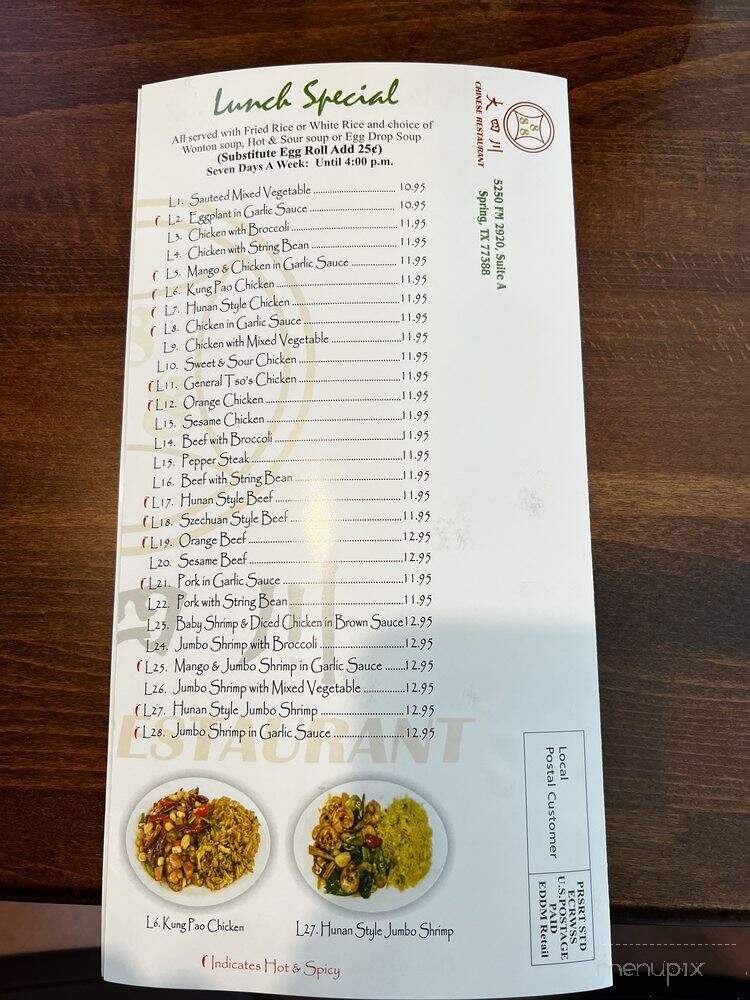 Lunch Special
All served with Fried Rice or White Rice and choice of
Wonton soup, Hot & Sour soup or Egg Drop Soup
(Substitute Egg Roll Add 25¢)
Seven Days A Week: Until 4:00 p.m.
L1. Sauteed Mixed Vegetable 10.95
L2. Eggplant in Garlic Sauce 10.95
L3. Chicken with Broccoli 11.95
L4. Chicken with String Bean 11.95
L5. Mango & Chicken in Garlic Sauce 11.95
L6. Kung Pao Chicken 11.95
L7. Hunan Style Chicken 11.95
L8. Chicken in Garlic Sauce 11.95
L9. Chicken with Mixed Vegetable 11.95
L10. Sweet & Sour Chicken 11.95
L11. General Tso's Chicken 11.95
L12. Orange Chicken 11.95
L13. Sesame Chicken 11.95
L14. Beef with Broccoli 11.95
L15. Pepper Steak 11.95
L16. Beef with String Bean 11.95
L17. Hunan Style Beef 11.95
L18. Szechuan Style Beef 11.95
L19. Orange Beef 12.95
L20. Sesame Beef 12.95
L21. Pork in Garlic Sauce 11.95
L22. Pork with String Bean 11.95
L23. Baby Shrimp & Diced Chicken in Brown Sauce 12.95
L24. Jumbo Shrimp with Broccoli 12.95
L25. Mango & Jumbo Shrimp in Garlic Sauce 12.95
L26. Jumbo Shrimp with Mixed Vegetable 12.95
L27. Hunan Style Jumbo Shrimp 12.95
L28. Jumbo Shrimp in Garlic Sauce 12.95
ESTAURANT
L6. Kung Pao Chicken
L27. Hunan Style Jumbo Shrimp
Indicates Hot & Spicy
大四川
CHINESE RESTAURANT
5250 FM 2920, Suite A
Spring, TX 77388
Local
Postal Customer
PRSRT STD
ECRWSS
U.S.POSTAGE
PAID
EDDM Retail
menupix